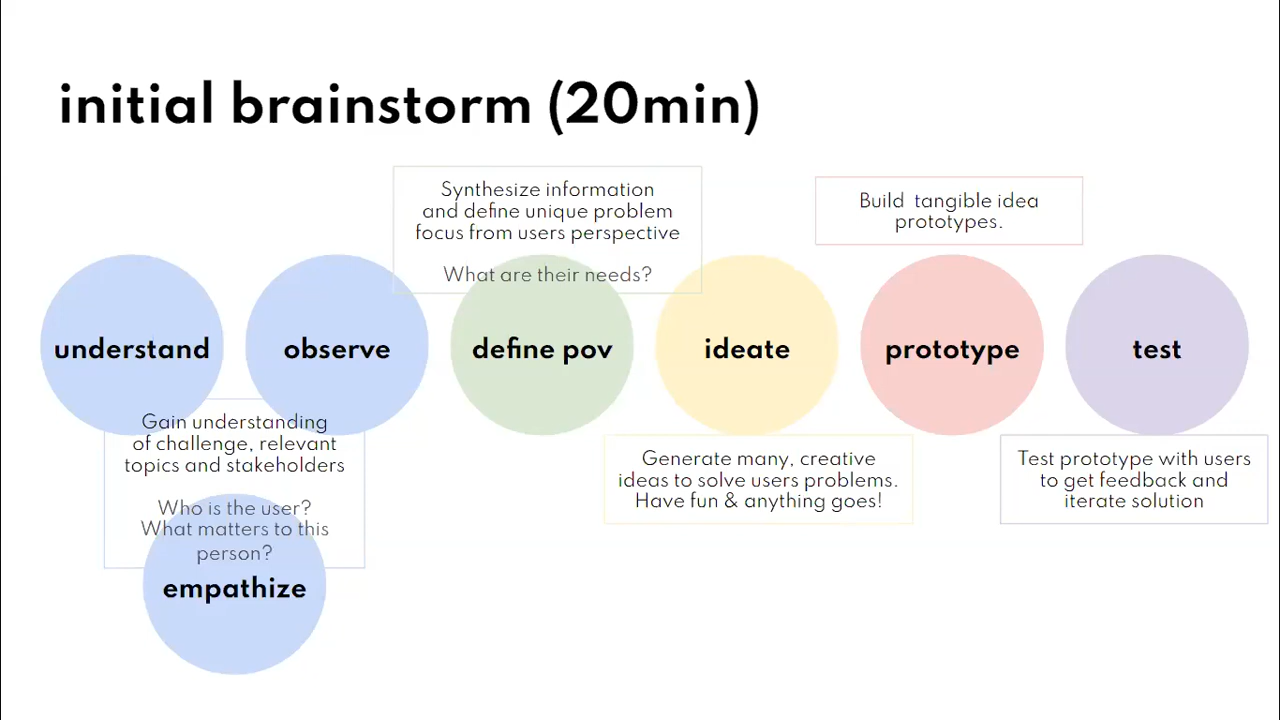 initial brainstorm (20min)
Synthesize information
and define unique problem
focus from users perspective
What are their needs?
Build tangible idea
prototypes.
understand
observe
define pov
ideate
prototype
test
Gain understanding
of challenge, relevant
topics and stakeholders
Who is the user?
What matters to this
person?
empathize
Generate many, creative
ideas to solve users problems.
Have fun & anything goes!
Test prototype with users
to get feedback and
iterate solution